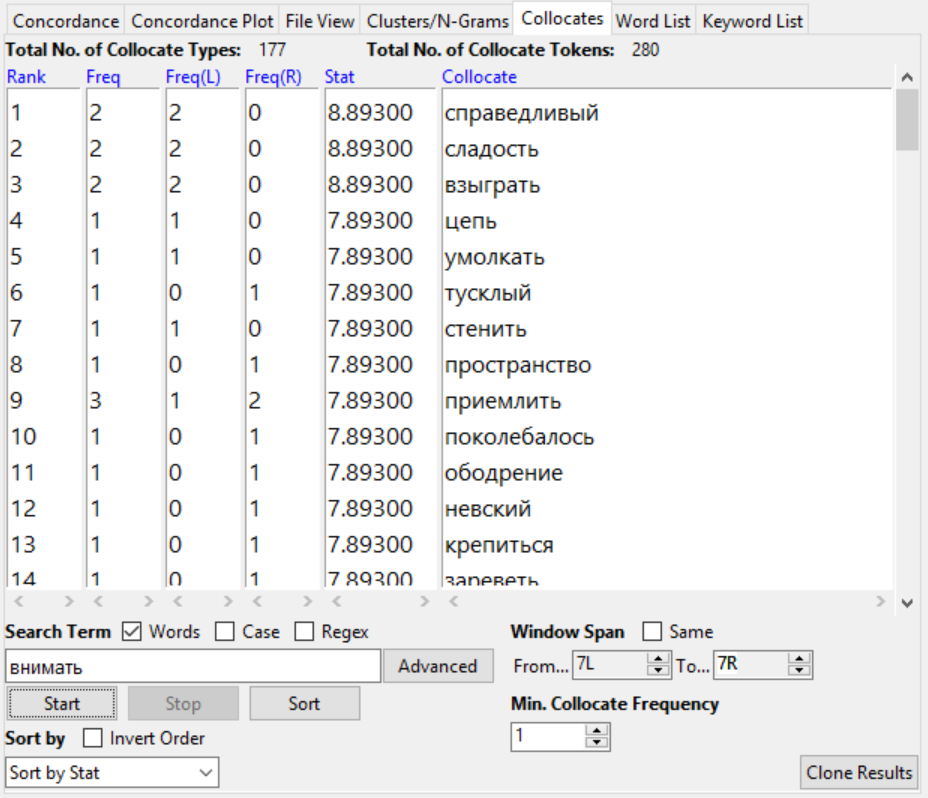 Concordance Concordance Plot File View Clusters/N-Grams Collocates Word List Keyword List
Total No. of Collocate Types: 177 Total No. of Collocate Tokens: 280
Rank Freq Freq(L) Freq(R) Stat Collocate
1 2 2 0 8.89300 справедливый
2 2 2 0 8.89300 сладость
3 2 2 0 8.89300 взыграть
4 1 1 0 7.89300 цепь
5 1 1 0 7.89300 умолкать
6 1 0 1 7.89300 тусклый
7 1 1 0 7.89300 стенить
8 1 0 1 7.89300 пространство
9 3 1 2 7.89300 приемлить
10 1 0 1 7.89300 поколебалось
11 1 0 1 7.89300 ободрение
12 1 0 1 7.89300 невский
13 1 0 1 7.89300 крепиться
14 1 0 1 7.89300 зареветь
Search Term Words Case Regex Window Span Same
внимать Advanced From... 7L To... 7R
Start Stop Sort Min. Collocate Frequency
Sort by Invert Order 1
Sort by Stat Clone Results